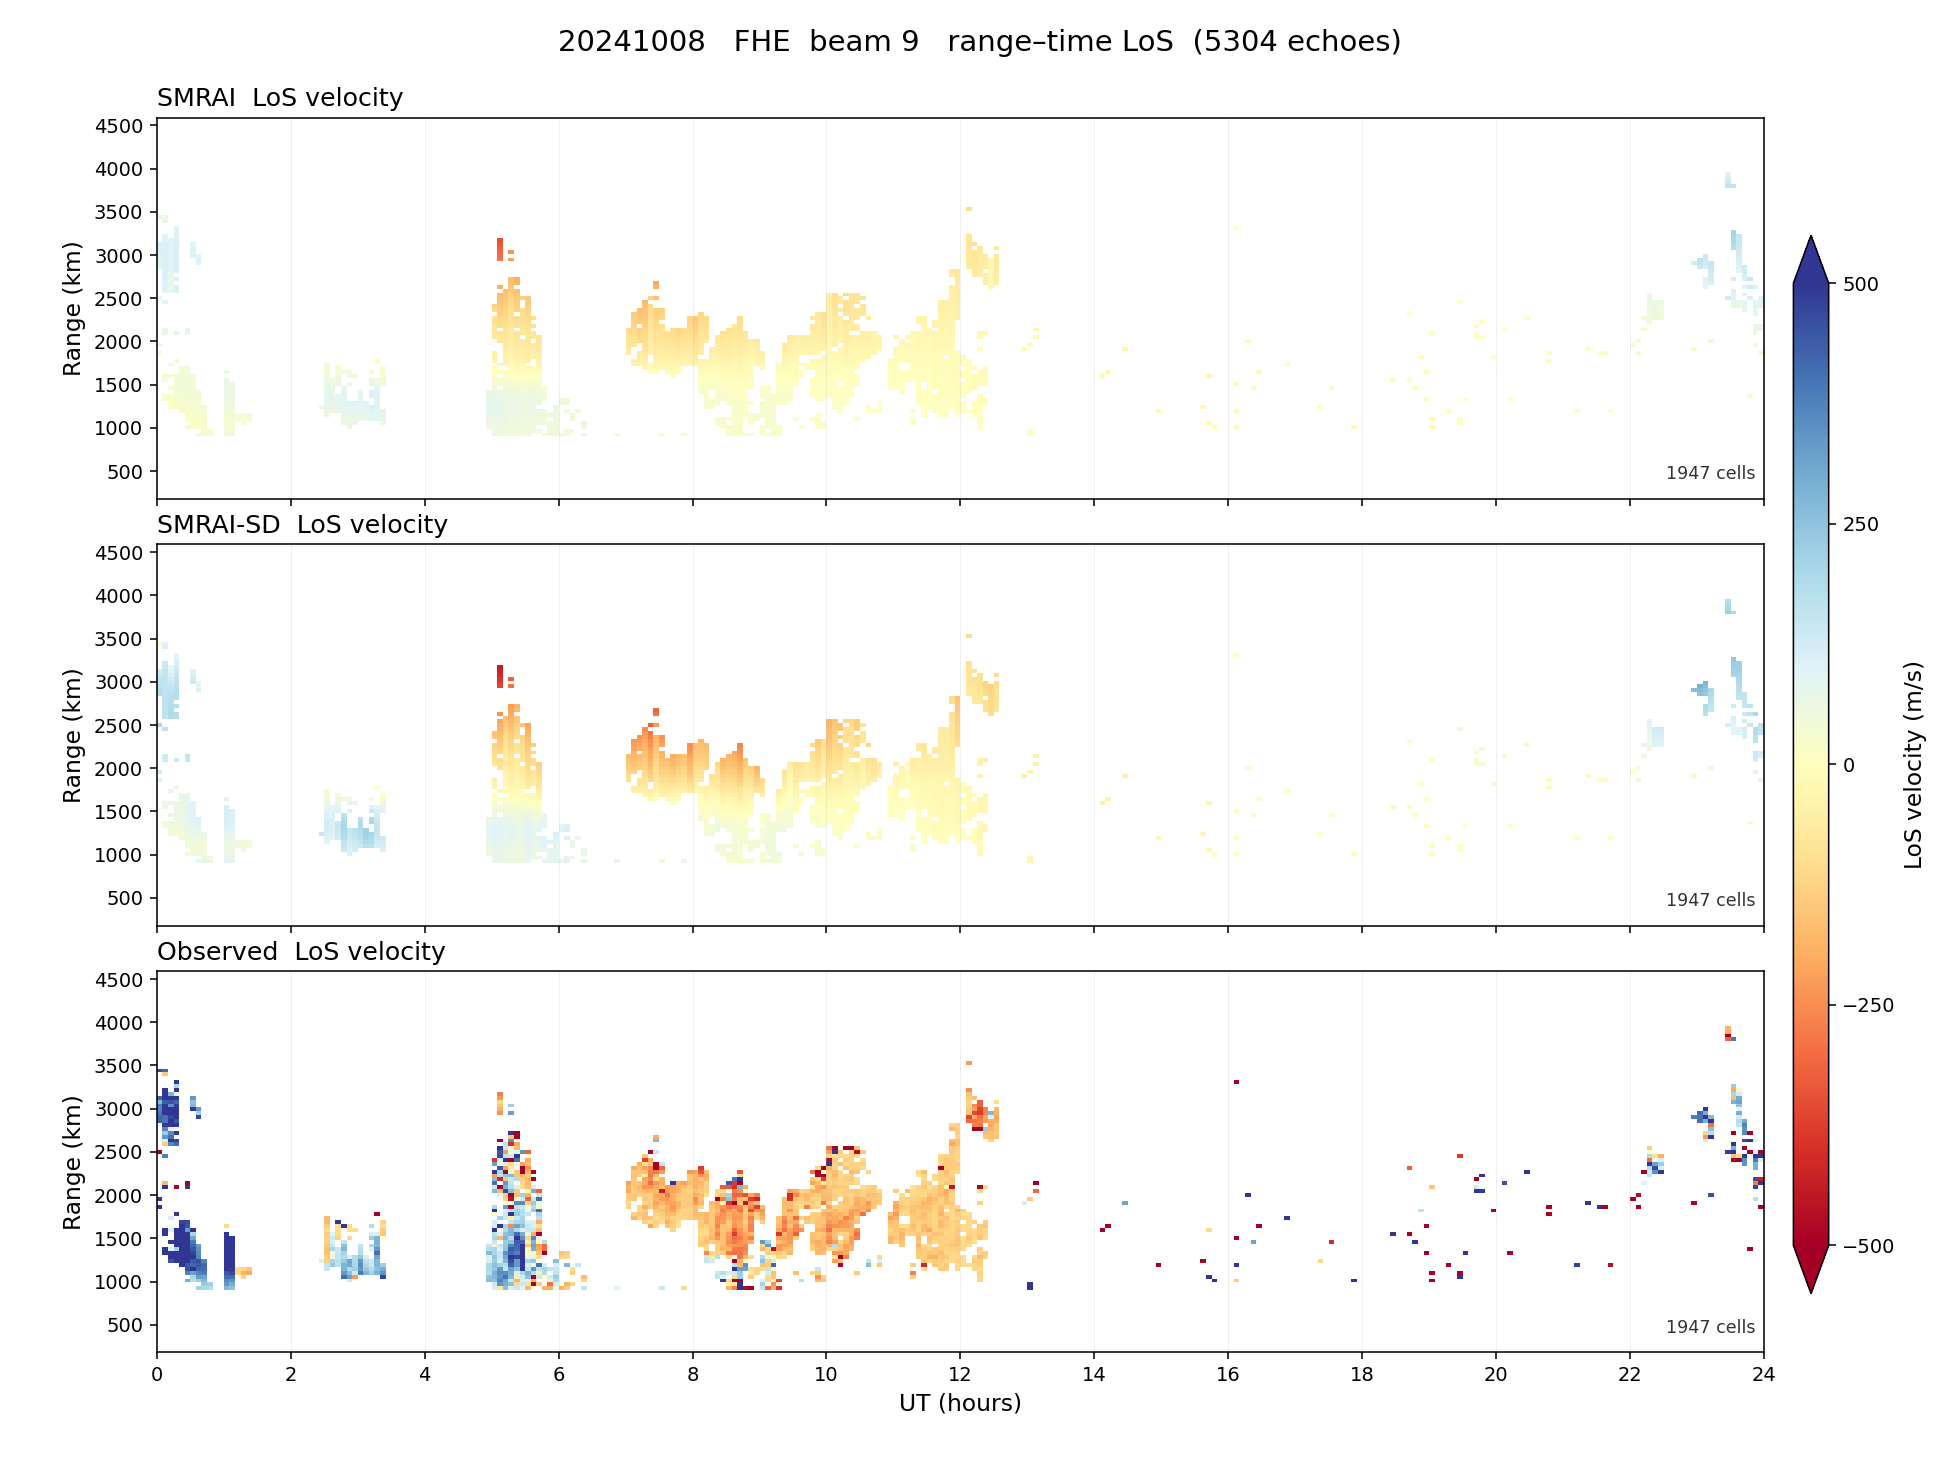 20241008   FHE  beam 9   range–time LoS  (5304 echoes)
SMRAI  LoS velocity
4500
4000
3500
3000
2500
2000
1500
1000
500
Range (km)
1947 cells
SMRAI-SD  LoS velocity
4500
4000
3500
3000
2500
2000
1500
1000
500
Range (km)
1947 cells
Observed  LoS velocity
4500
4000
3500
3000
2500
2000
1500
1000
500
Range (km)
1947 cells
0 2 4 6 8 10 12 14 16 18 20 22 24
UT (hours)
500
250
0
−250
−500
LoS velocity (m/s)